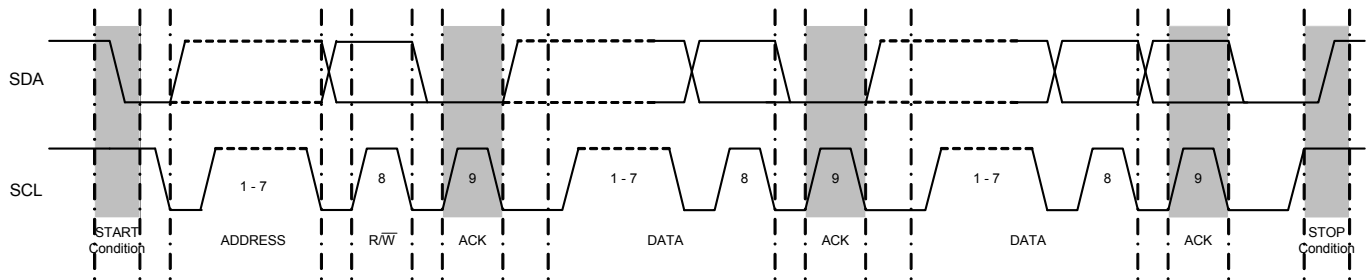 SDA
SCL
1 - 7
8
9
1 - 7
8
9
1 - 7
8
9
START
Condition
ADDRESS
R/W̅
ACK
DATA
ACK
DATA
ACK
STOP
Condition